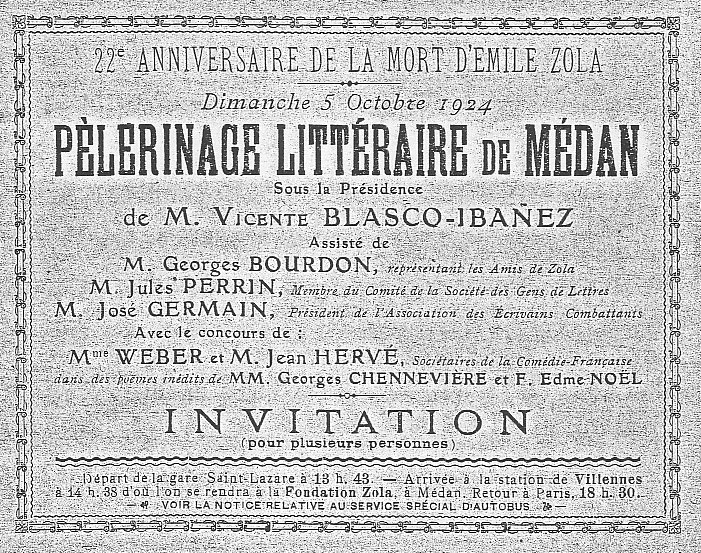 22e ANNIVERSAIRE DE LA MORT D'EMILE ZOLA
Dimanche 5 Octobre 1924
PÈLERINAGE LITTÉRAIRE DE MÉDAN
Sous la Présidence
de M. VICENTE BLASCO-IBAÑEZ
Assisté de
M. Georges BOURDON, représentant les Amis de Zola
M. Jules PERRIN, Membre du Comité de la Société des Gens de Lettres
M. José GERMAIN, Président de l'Association des Écrivains Combattants
Avec le concours de :
Mme WEBER et M. Jean HERVÉ, Sociétaires de la Comédie-Française
dans des poèmes inédits de MM. Georges CHENNEVIÈRE et F. Edme NOËL
INVITATION
(pour plusieurs personnes)
Départ de la gare Saint-Lazare à 13 h. 43. — Arrivée à la station de Villennes
à 14 h. 38 d'où l'on se rendra à la Fondation Zola, à Médan. Retour à Paris, 18 h. 30.
VOIR LA NOTICE RELATIVE AU SERVICE SPÉCIAL D'AUTOBUS